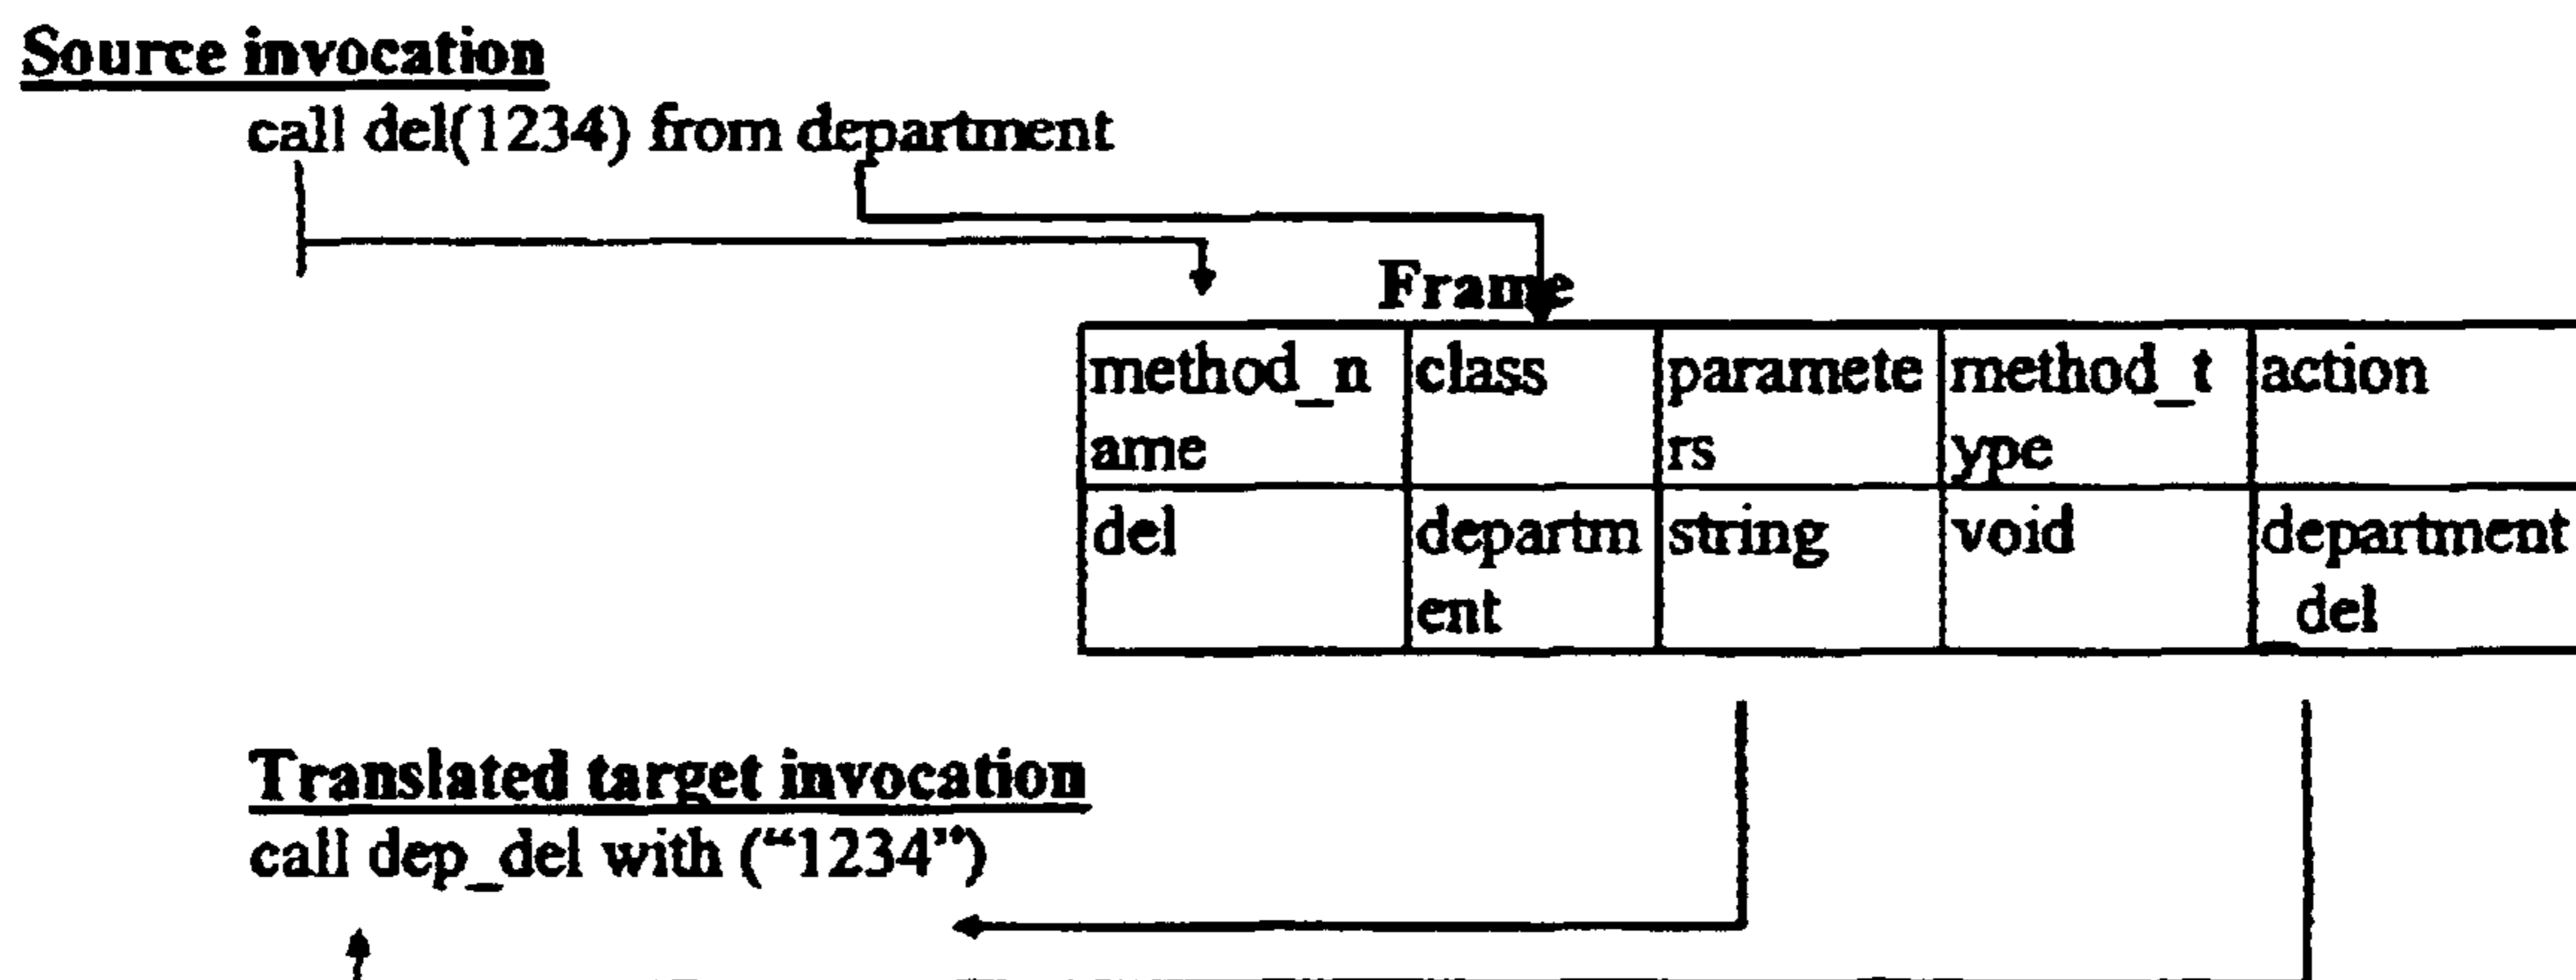 Source invocation
call del(1234) from department
Frame
method_n class paramete method_t action
ame rs ype
del departm string void department
ent _del
Translated target invocation
call dep_del with (“1234”)